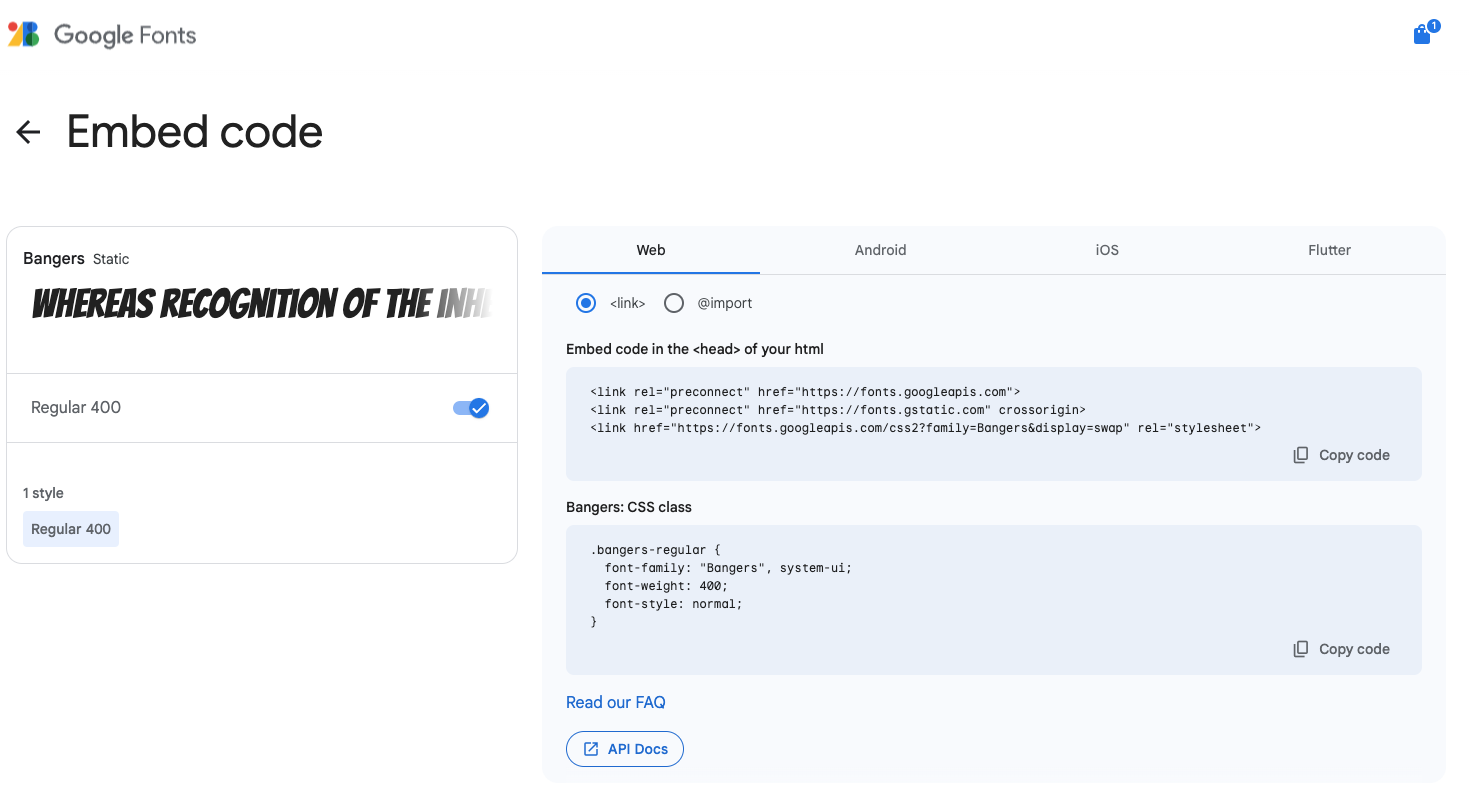 Google Fonts
1
Embed code
Bangers Static
WHEREAS RECOGNITION OF THE INH
Regular 400
1 style
Regular 400
Web Android iOS Flutter
<link> @import
Embed code in the <head> of your html
<link rel="preconnect" href="https://fonts.googleapis.com">
<link rel="preconnect" href="https://fonts.gstatic.com" crossorigin>
<link href="https://fonts.googleapis.com/css2?family=Bangers&display=swap" rel="stylesheet">
Copy code
Bangers: CSS class
.bangers-regular {
  font-family: "Bangers", system-ui;
  font-weight: 400;
  font-style: normal;
}
Copy code
Read our FAQ
API Docs